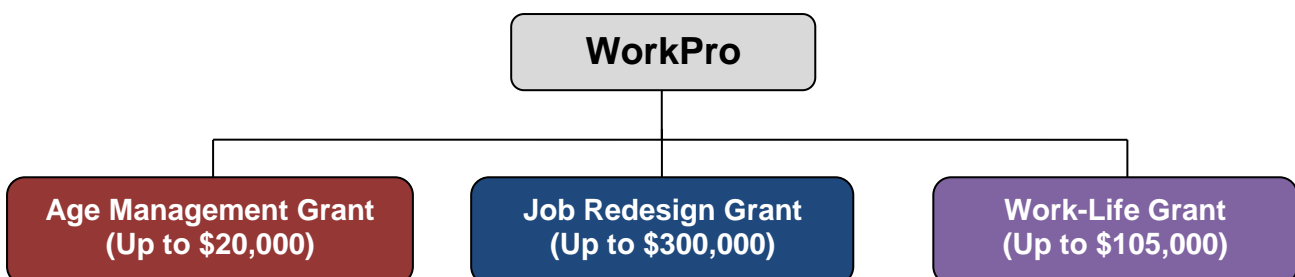 WorkPro
Age Management Grant
(Up to $20,000)
Job Redesign Grant
(Up to $300,000)
Work-Life Grant
(Up to $105,000)